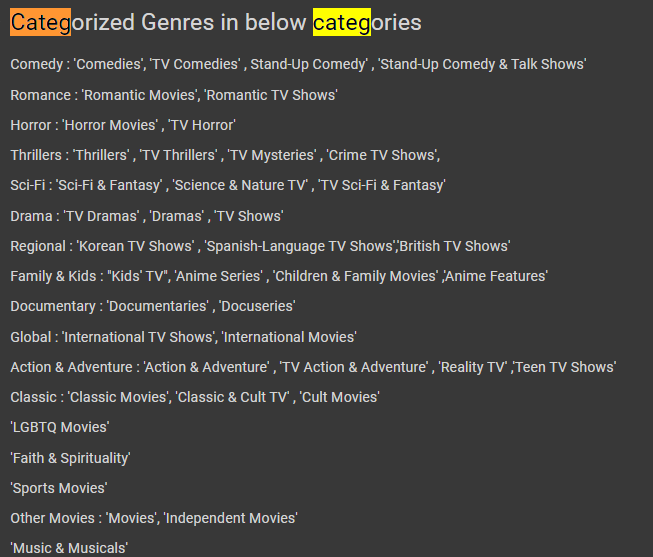 Categorized Genres in below categories
Comedy : 'Comedies', 'TV Comedies' , Stand-Up Comedy' , 'Stand-Up Comedy & Talk Shows'
Romance : 'Romantic Movies', 'Romantic TV Shows'
Horror : 'Horror Movies' , 'TV Horror'
Thrillers : 'Thrillers' , 'TV Thrillers' , 'TV Mysteries' , 'Crime TV Shows',
Sci-Fi : 'Sci-Fi & Fantasy' , 'Science & Nature TV' , 'TV Sci-Fi & Fantasy'
Drama : 'TV Dramas' , 'Dramas' , 'TV Shows'
Regional : 'Korean TV Shows' , 'Spanish-Language TV Shows','British TV Shows'
Family & Kids : "Kids' TV", 'Anime Series' , 'Children & Family Movies' ,'Anime Features'
Documentary : 'Documentaries' , 'Docuseries'
Global : 'International TV Shows', 'International Movies'
Action & Adventure : 'Action & Adventure' , 'TV Action & Adventure' , 'Reality TV' ,'Teen TV Shows'
Classic : 'Classic Movies', 'Classic & Cult TV' , 'Cult Movies'
'LGBTQ Movies'
'Faith & Spirituality'
'Sports Movies'
Other Movies : 'Movies', 'Independent Movies'
'Music & Musicals'